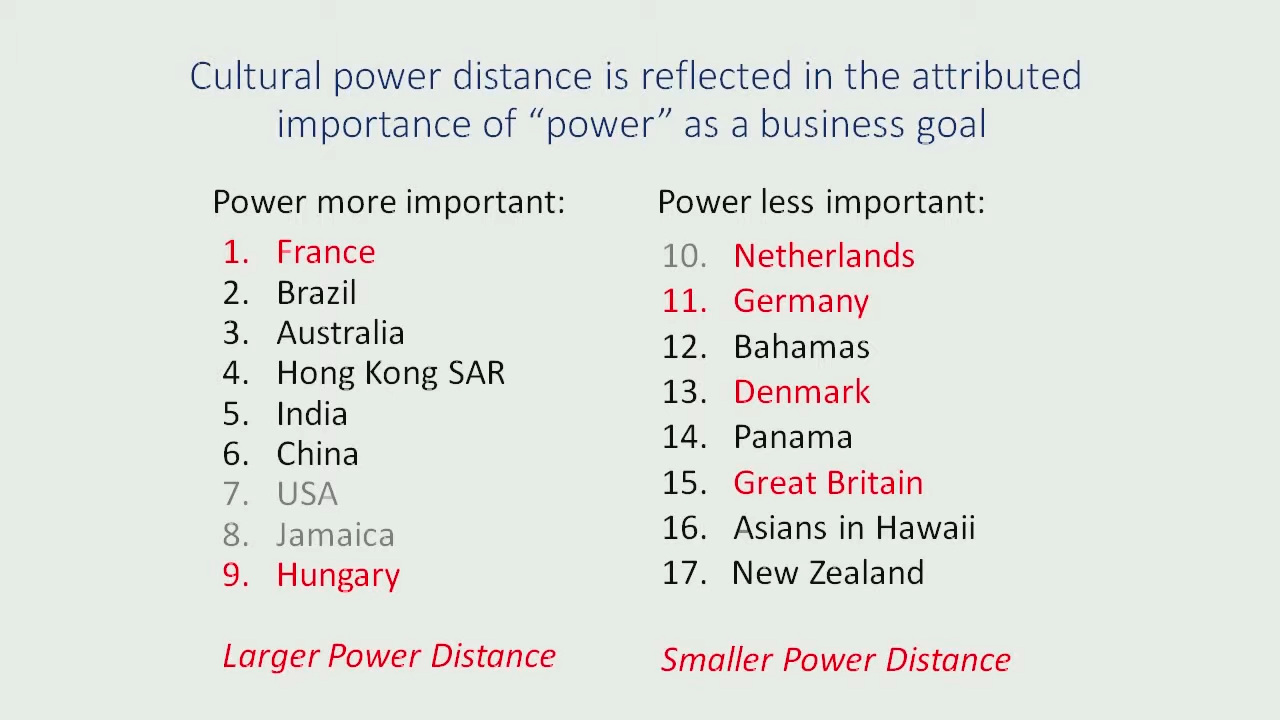 Cultural power distance is reflected in the attributed
importance of “power” as a business goal
Power more important:
1. France
2. Brazil
3. Australia
4. Hong Kong SAR
5. India
6. China
7. USA
8. Jamaica
9. Hungary
Larger Power Distance
Power less important:
10. Netherlands
11. Germany
12. Bahamas
13. Denmark
14. Panama
15. Great Britain
16. Asians in Hawaii
17. New Zealand
Smaller Power Distance